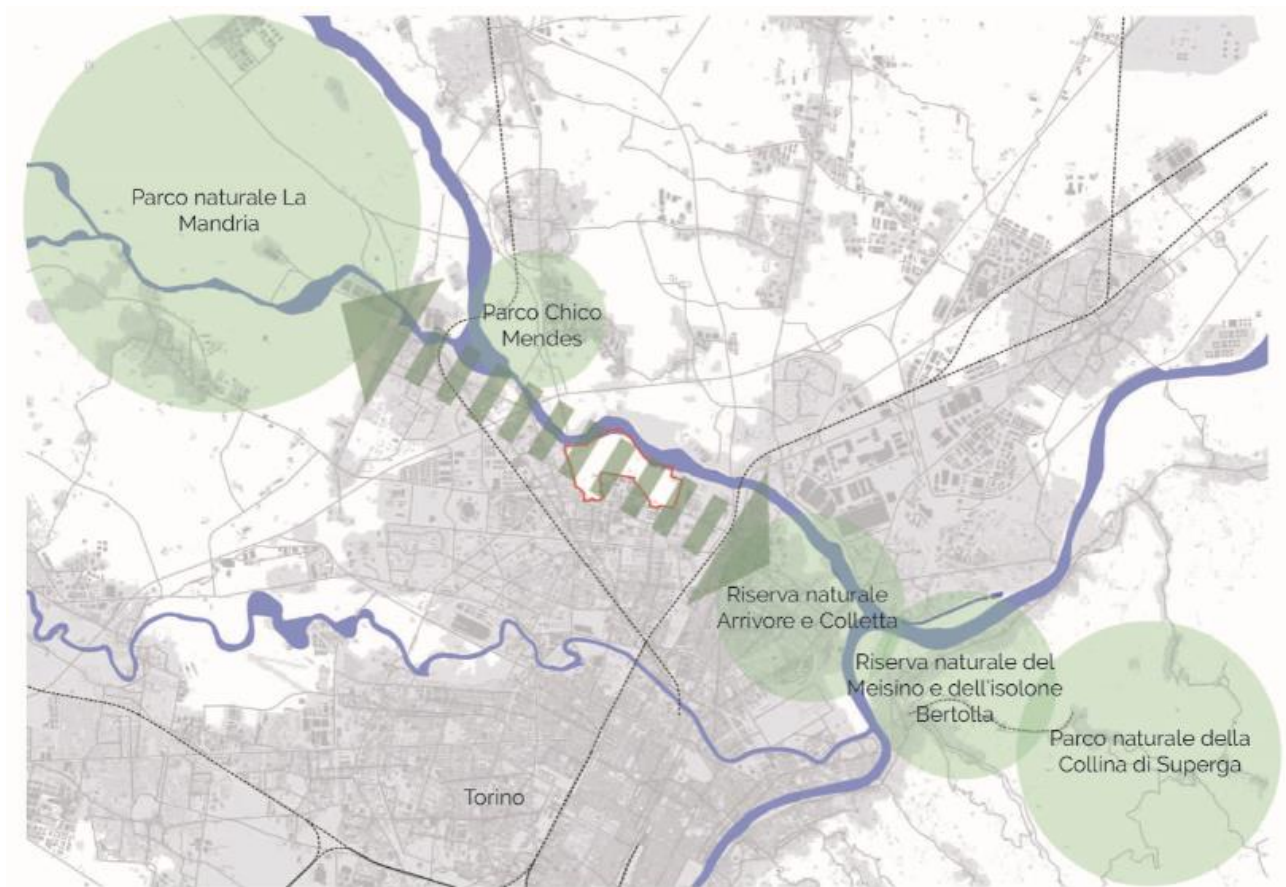 Parco naturale La
Mandria
Parco Chico
Mendes
Riserva naturale
Arrivore e Colletta
Riserva naturale del
Meisino e dell'isolone
Bertolla
Parco naturale della
Collina di Superga
Torino